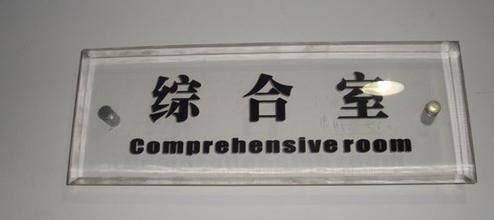 综合室
Comprehensive room